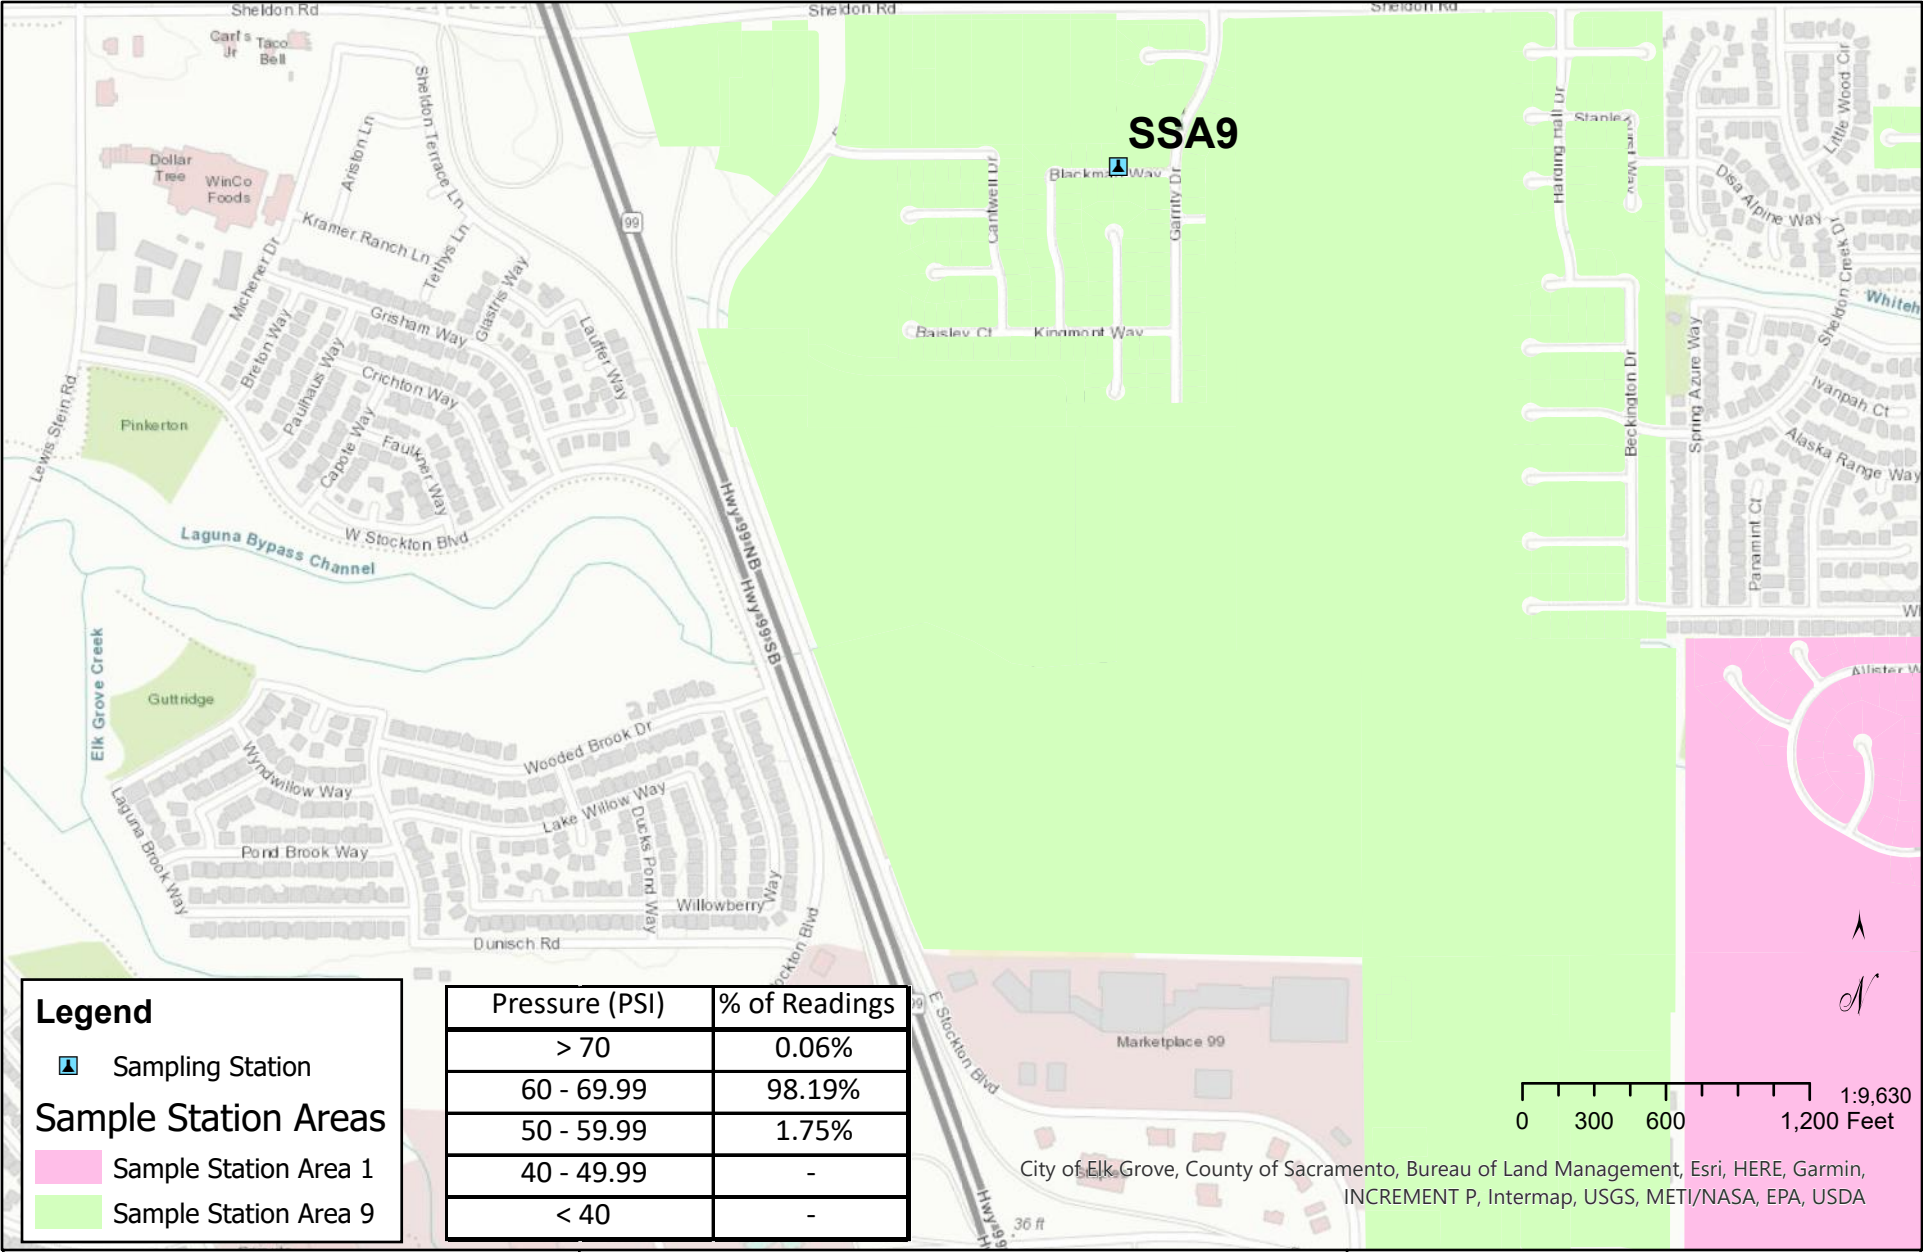 Sheldon Rd
Sheldon Rd
Sheldon Rd
Carl's
Jr
Taco
Bell
Sheldon Terrace Ln
Ariston Ln
Dollar
Tree
WinCo
Foods
Kramer Ranch Ln
Tethys Ln
Michener Dr
Glastris Way
Grisham Way
Breton Way
Paulhaus Way
Crichton Way
Lauffer Way
Capote Way
Faulkner Way
Lewis Stein Rd
Pinkerton
W Stockton Blvd
Laguna Bypass Channel
99
Hwy 99 NB
Hwy 99 SB
Elk Grove Creek
Guttridge
Wooded Brook Dr
Wyndwillow Way
Lake Willow Way
Ducks Pond Way
Laguna Brook Way
Pond Brook Way
Willowberry Way
Dunisch Rd
ockton Blvd
SSA9
Blackman Way
Cantwell Dr
Garrity Dr
Baisley Ct
Kingmont Way
Harding Hall Dr
Little Wood Cir
Disa Alpine Way
Sheldon Creek Dr
Whiteh
Beckington Dr
Spring Azure Way
Ivanpah Ct
Alaska Range Way
Panamint Ct
Allister W
99
E Stockton Blvd
Marketplace 99
Hwy 99
36 ft
N
Legend
Sampling Station
Sample Station Areas
Sample Station Area 1
Sample Station Area 9
Pressure (PSI) % of Readings
> 70 0.06%
60 - 69.99 98.19%
50 - 59.99 1.75%
40 - 49.99 -
< 40 -
1:9,630
0 300 600 1,200 Feet
City of Elk Grove, County of Sacramento, Bureau of Land Management, Esri, HERE, Garmin,
INCREMENT P, Intermap, USGS, METI/NASA, EPA, USDA